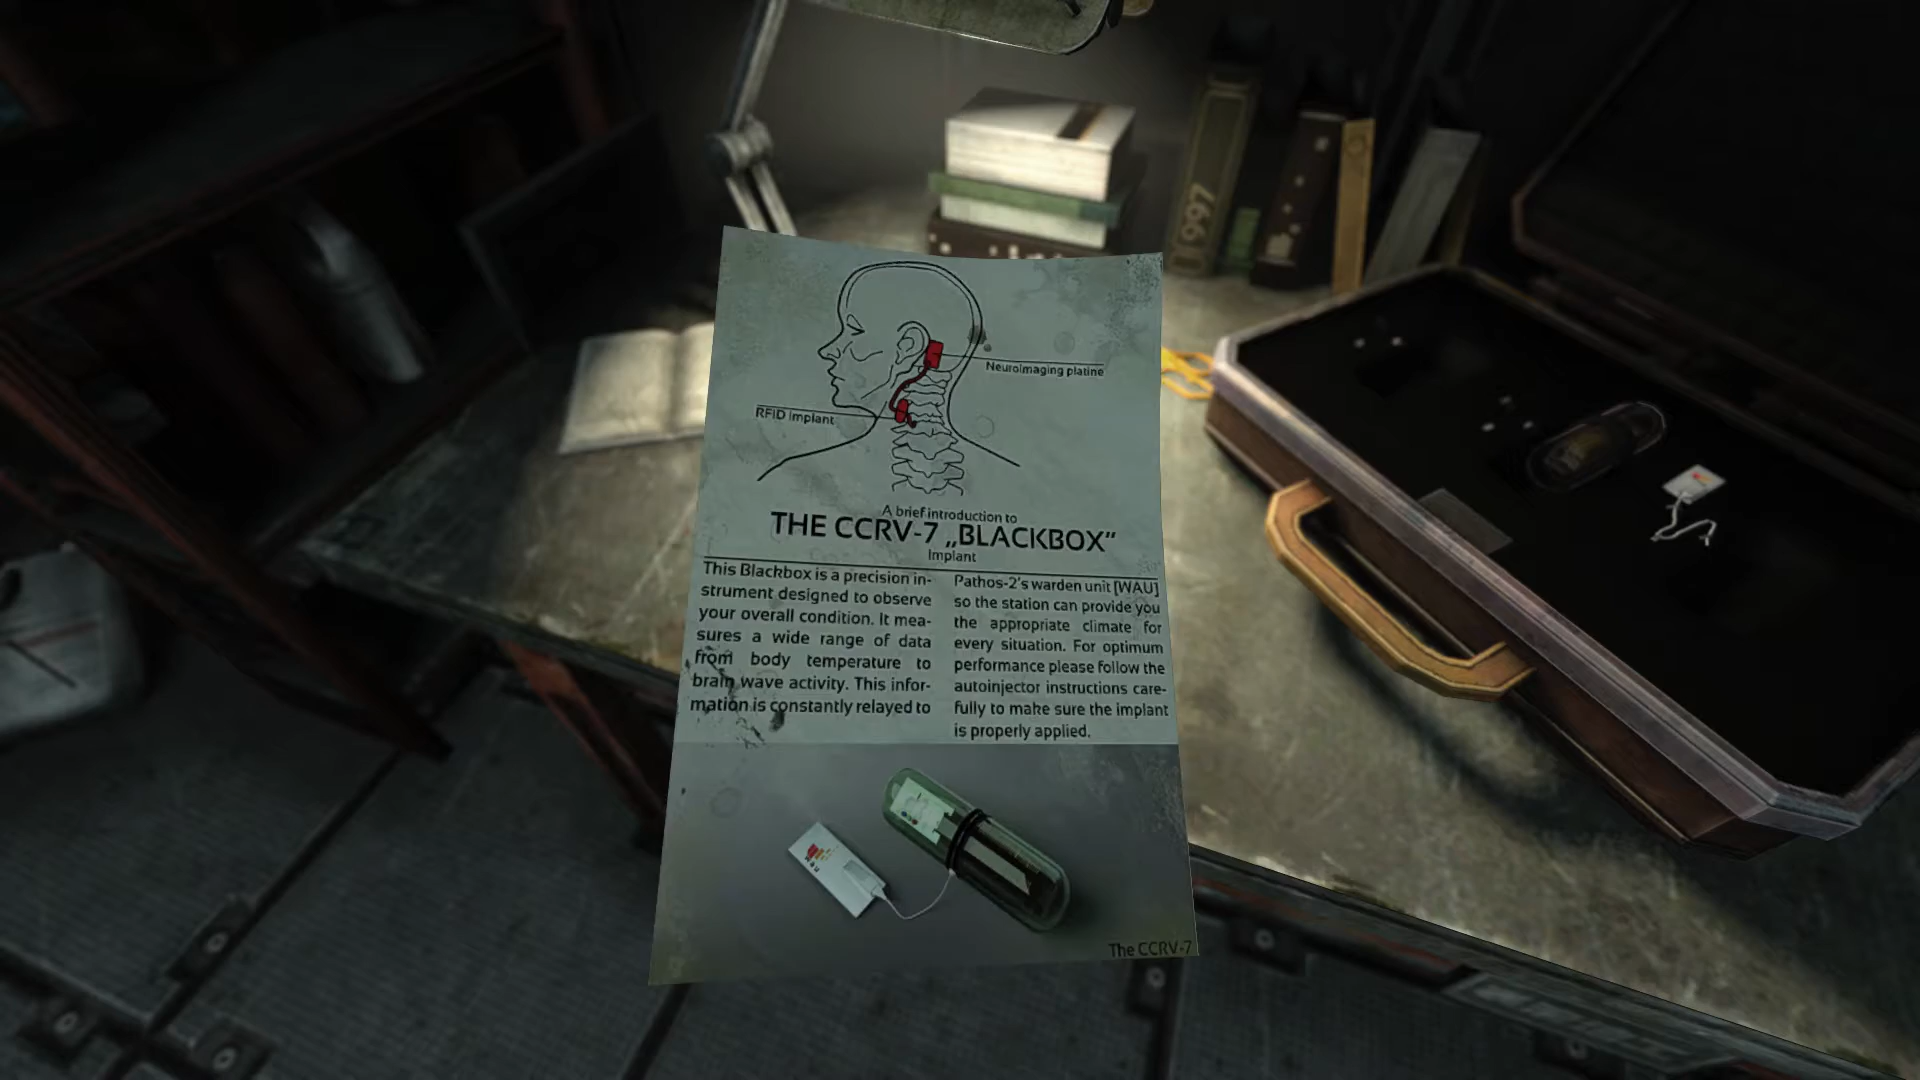 1997
NeuroImaging platine
RFID Implant
A brief introduction to
THE CCRV-7 „BLACKBOX“
Implant
This Blackbox is a precision in-
strument designed to observe
your overall condition. It mea-
sures a wide range of data
from body temperature to
brain wave activity. This infor-
mation is constantly relayed to
Pathos-2's warden unit [WAU]
so the station can provide you
the appropriate climate for
every situation. For optimum
performance please follow the
autoinjector instructions care-
fully to make sure the implant
is properly applied.
The CCRV-7